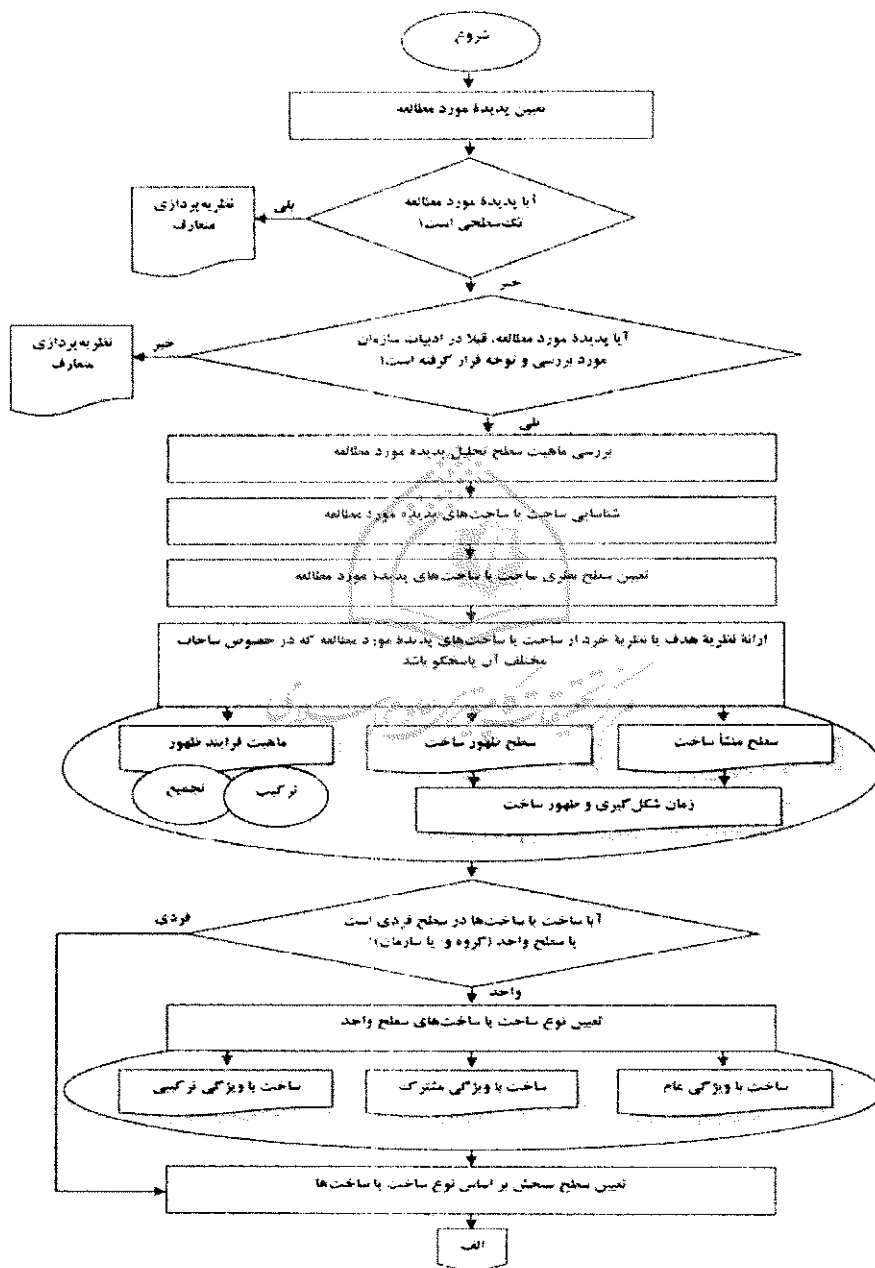 شروع
تعیین پدیدهٔ مورد مطالعه
آیا پدیدهٔ مورد مطالعه
تک‌سطحی است؟
بلی
نظریه‌پردازی
متعارف
خیر
آیا پدیدهٔ مورد مطالعه، قبلا در ادبیات سازمان
مورد بررسی و توجه قرار گرفته است؟
خیر
نظریه‌پردازی
متعارف
بلی
بررسی ماهیت سطح تحلیل پدیدهٔ مورد مطالعه
شناسایی ساخت یا ساخت‌های پدیدهٔ مورد مطالعه
تعیین سطح نظری ساخت یا ساخت‌های پدیدهٔ مورد مطالعه
ارائهٔ نظریهٔ هدف یا نظریهٔ خرد از ساخت یا ساخت‌های پدیدهٔ مورد مطالعه که در خصوص ساحات
مختلف آن پاسخگو باشد
سطح منشأ ساخت
سطح ظهور ساخت
ماهیت فرایند ظهور
زمان شکل‌گیری و ظهور ساخت
ترکیب
تجمیع
آیا ساخت یا ساخت‌ها در سطح فردی است
یا سطح واحد (گروه و یا سازمان)؟
فردی
واحد
تعیین نوع ساخت یا ساخت‌های سطح واحد
ساخت با ویژگی عام
ساخت با ویژگی مشترک
ساخت با ویژگی ترکیبی
تعیین سطح سنجش بر اساس نوع ساخت یا ساخت‌ها
الف